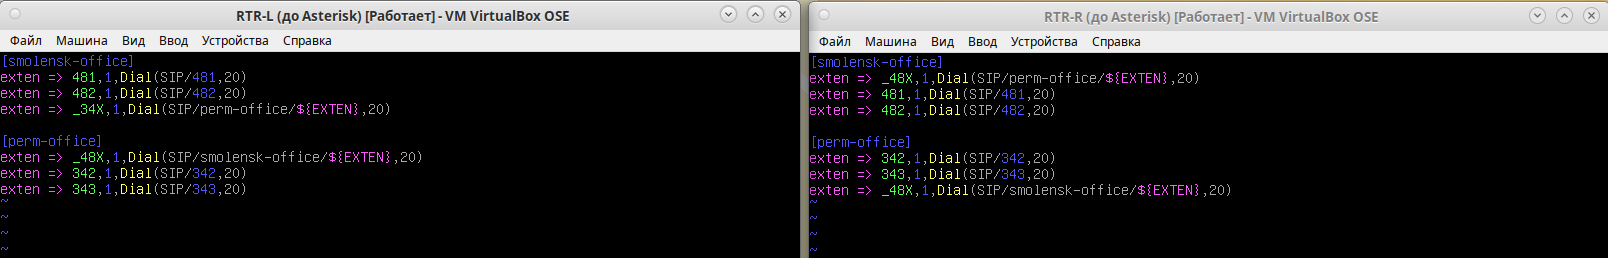 RTR-L (до Asterisk) [Работает] - VM VirtualBox OSE
Файл Машина Вид Ввод Устройства Справка
[smolensk-office]
exten => 481,1,Dial(SIP/481,20)
exten => 482,1,Dial(SIP/482,20)
exten => _34X,1,Dial(SIP/perm-office/${EXTEN},20)
[perm-office]
exten => _48X,1,Dial(SIP/smolensk-office/${EXTEN},20)
exten => 342,1,Dial(SIP/342,20)
exten => 343,1,Dial(SIP/343,20)
~
~
~
~
RTR-R (до Asterisk) [Работает] - VM VirtualBox OSE
Файл Машина Вид Ввод Устройства Справка
[smolensk-office]
exten => _48X,1,Dial(SIP/perm-office/${EXTEN},20)
exten => 481,1,Dial(SIP/481,20)
exten => 482,1,Dial(SIP/482,20)
[perm-office]
exten => 342,1,Dial(SIP/342,20)
exten => 343,1,Dial(SIP/343,20)
exten => _48X,1,Dial(SIP/smolensk-office/${EXTEN},20)
~
~
~
~